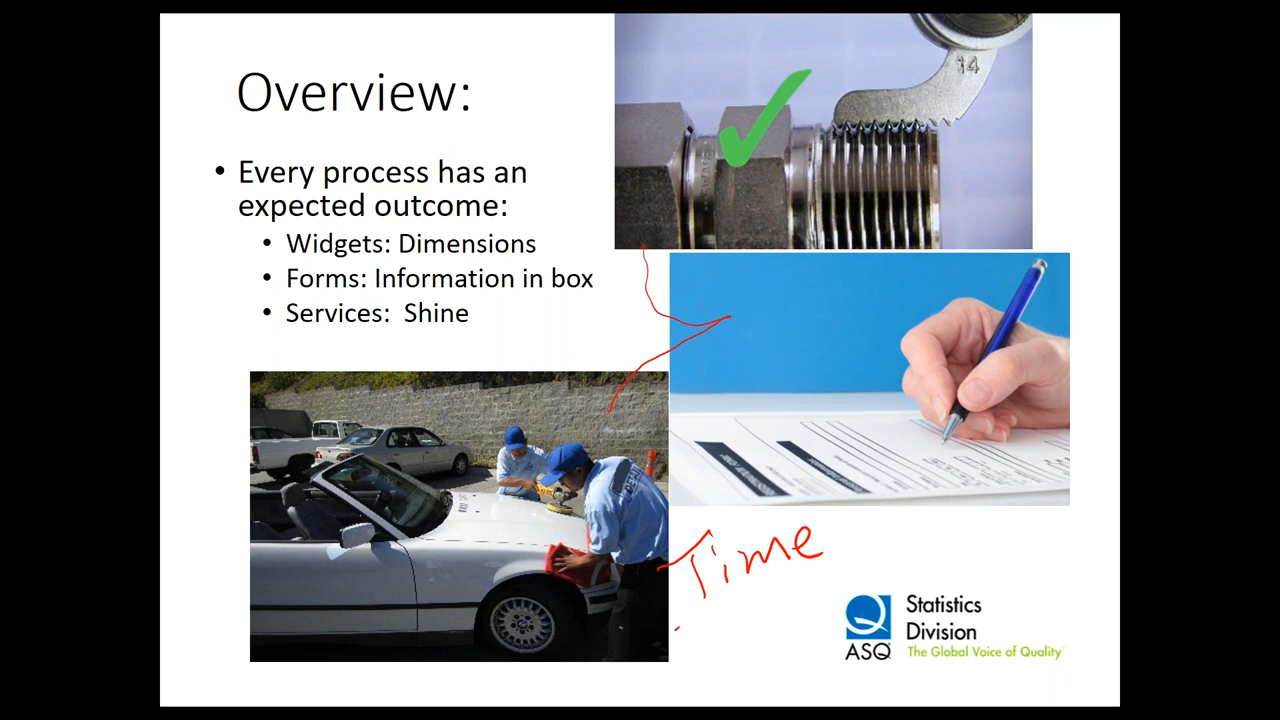 Overview:
• Every process has an
expected outcome:
• Widgets: Dimensions
• Forms: Information in box
• Services: Shine
14
Time
Statistics
Division
ASQ
The Global Voice of Quality